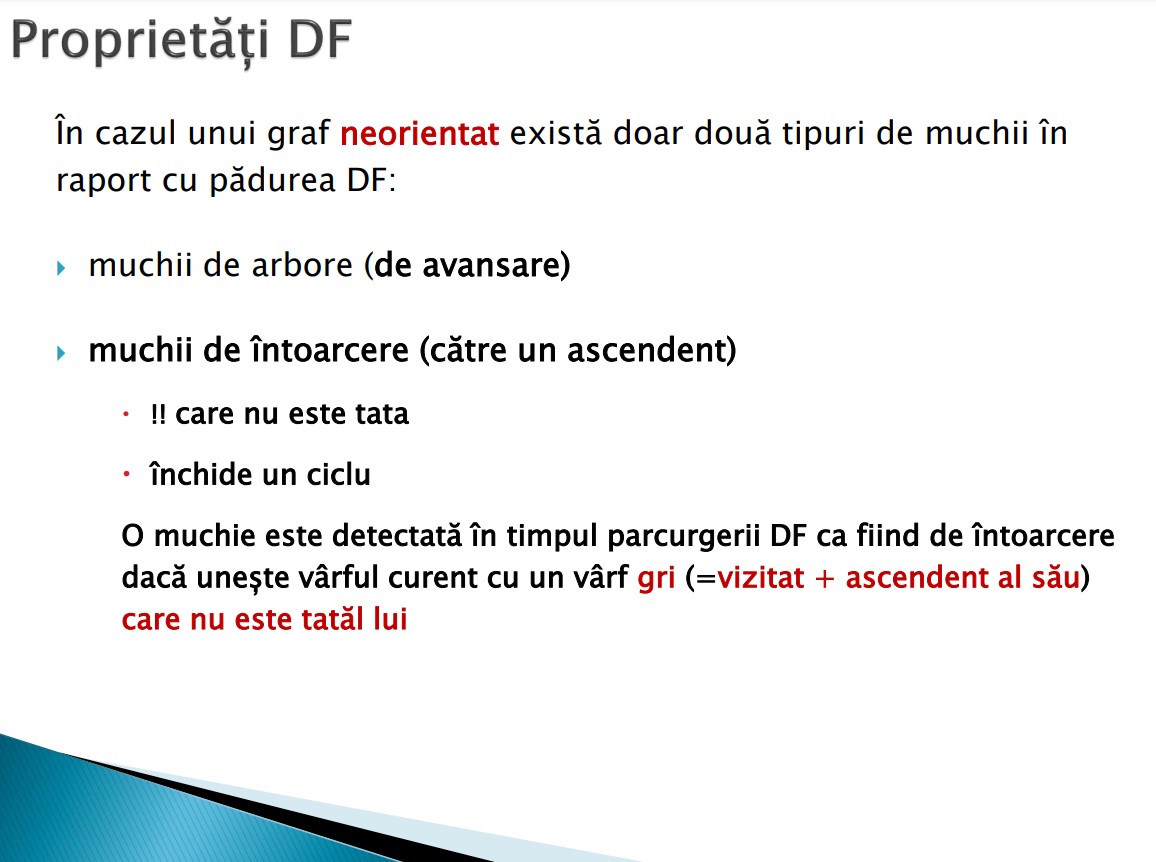 Proprietăți DF
În cazul unui graf neorientat există doar două tipuri de muchii în
raport cu pădurea DF:
muchii de arbore (de avansare)
muchii de întoarcere (către un ascendent)
!! care nu este tata
închide un ciclu
O muchie este detectată în timpul parcurgerii DF ca fiind de întoarcere
dacă unește vârful curent cu un vârf gri (=vizitat + ascendent al său)
care nu este tatăl lui